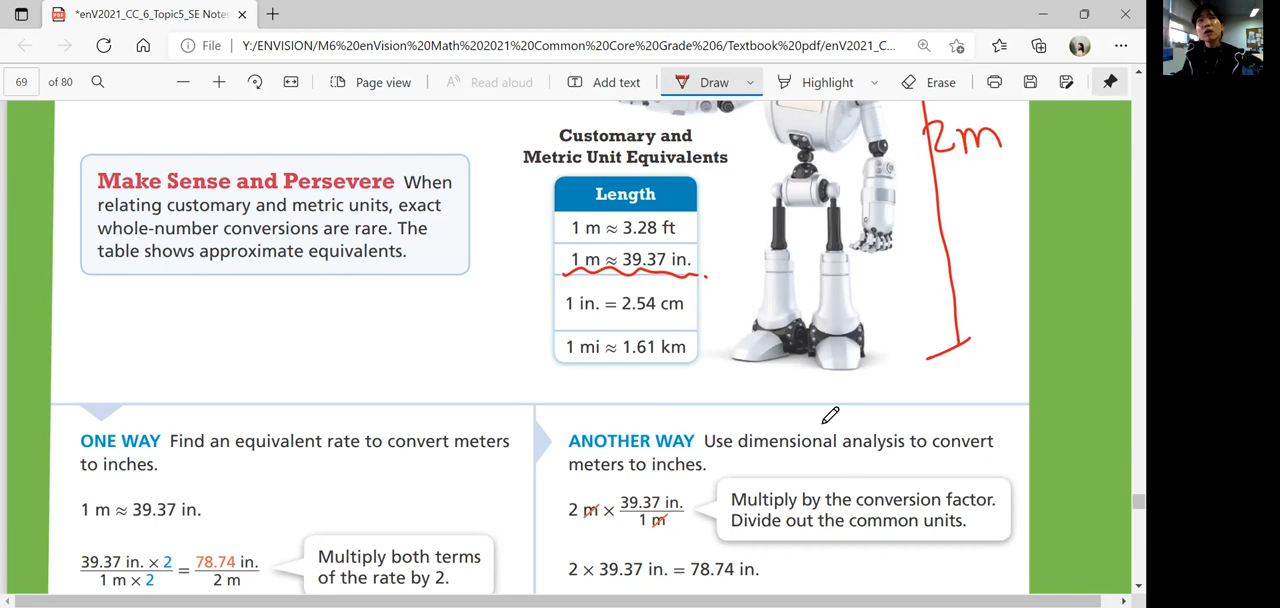 *enV2021_CC_6_Topic5_SE Notes
File
Y:/ENVISION/M6%20enVision%20Math%202021%20Common%20Core%20Grade%206/Textbook%20pdf/enV2021_C...
69 of 80
Page view
Read aloud
Add text
Draw
Highlight
Erase
2m
Customary and
Metric Unit Equivalents
Length
1 m ≈ 3.28 ft
1 m ≈ 39.37 in.
1 in. = 2.54 cm
1 mi ≈ 1.61 km
Make Sense and Persevere When
relating customary and metric units, exact
whole-number conversions are rare. The
table shows approximate equivalents.
ONE WAY Find an equivalent rate to convert meters
to inches.
1 m ≈ 39.37 in.
39.37 in. × 2 / 1 m × 2 = 78.74 in. / 2 m
Multiply both terms
of the rate by 2.
ANOTHER WAY Use dimensional analysis to convert
meters to inches.
2 m × 39.37 in. / 1 m
Multiply by the conversion factor.
Divide out the common units.
2 × 39.37 in. = 78.74 in.